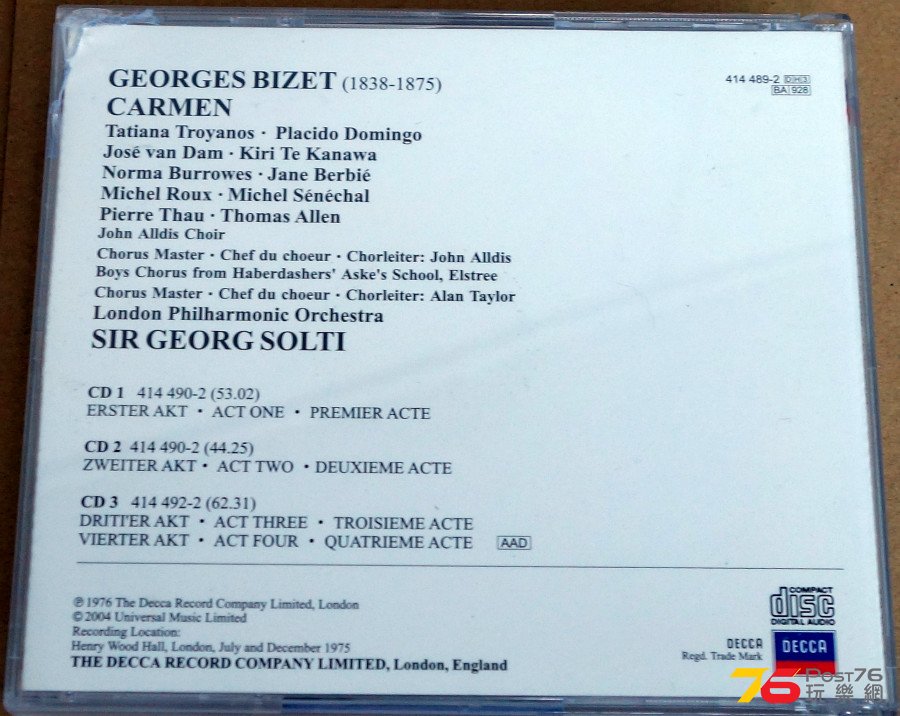 GEORGES BIZET (1838-1875)
414 489-2 DH3
BA 928
CARMEN
Tatiana Troyanos · Placido Domingo
José van Dam · Kiri Te Kanawa
Norma Burrowes · Jane Berbié
Michel Roux · Michel Sénéchal
Pierre Thau · Thomas Allen
John Alldis Choir
Chorus Master · Chef du choeur · Chorleiter: John Alldis
Boys Chorus from Haberdashers' Aske's School, Elstree
Chorus Master · Chef du choeur · Chorleiter: Alan Taylor
London Philharmonic Orchestra
SIR GEORG SOLTI
CD 1 414 490-2 (53.02)
ERSTER AKT · ACT ONE · PREMIER ACTE
CD 2 414 490-2 (44.25)
ZWEITER AKT · ACT TWO · DEUXIEME ACTE
CD 3 414 492-2 (62.31)
DRITI'ER AKT · ACT THREE · TROISIEME ACTE
VIERTER AKT · ACT FOUR · QUATRIEME ACTE AAD
℗ 1976 The Decca Record Company Limited, London
© 2004 Universal Music Limited
Recording Location:
Henry Wood Hall, London, July and December 1975
THE DECCA RECORD COMPANY LIMITED, London, England
COMPACT
disc
DIGITAL AUDIO
DECCA
Regd. Trade Mark
DECCA
76 Post76
玩樂網